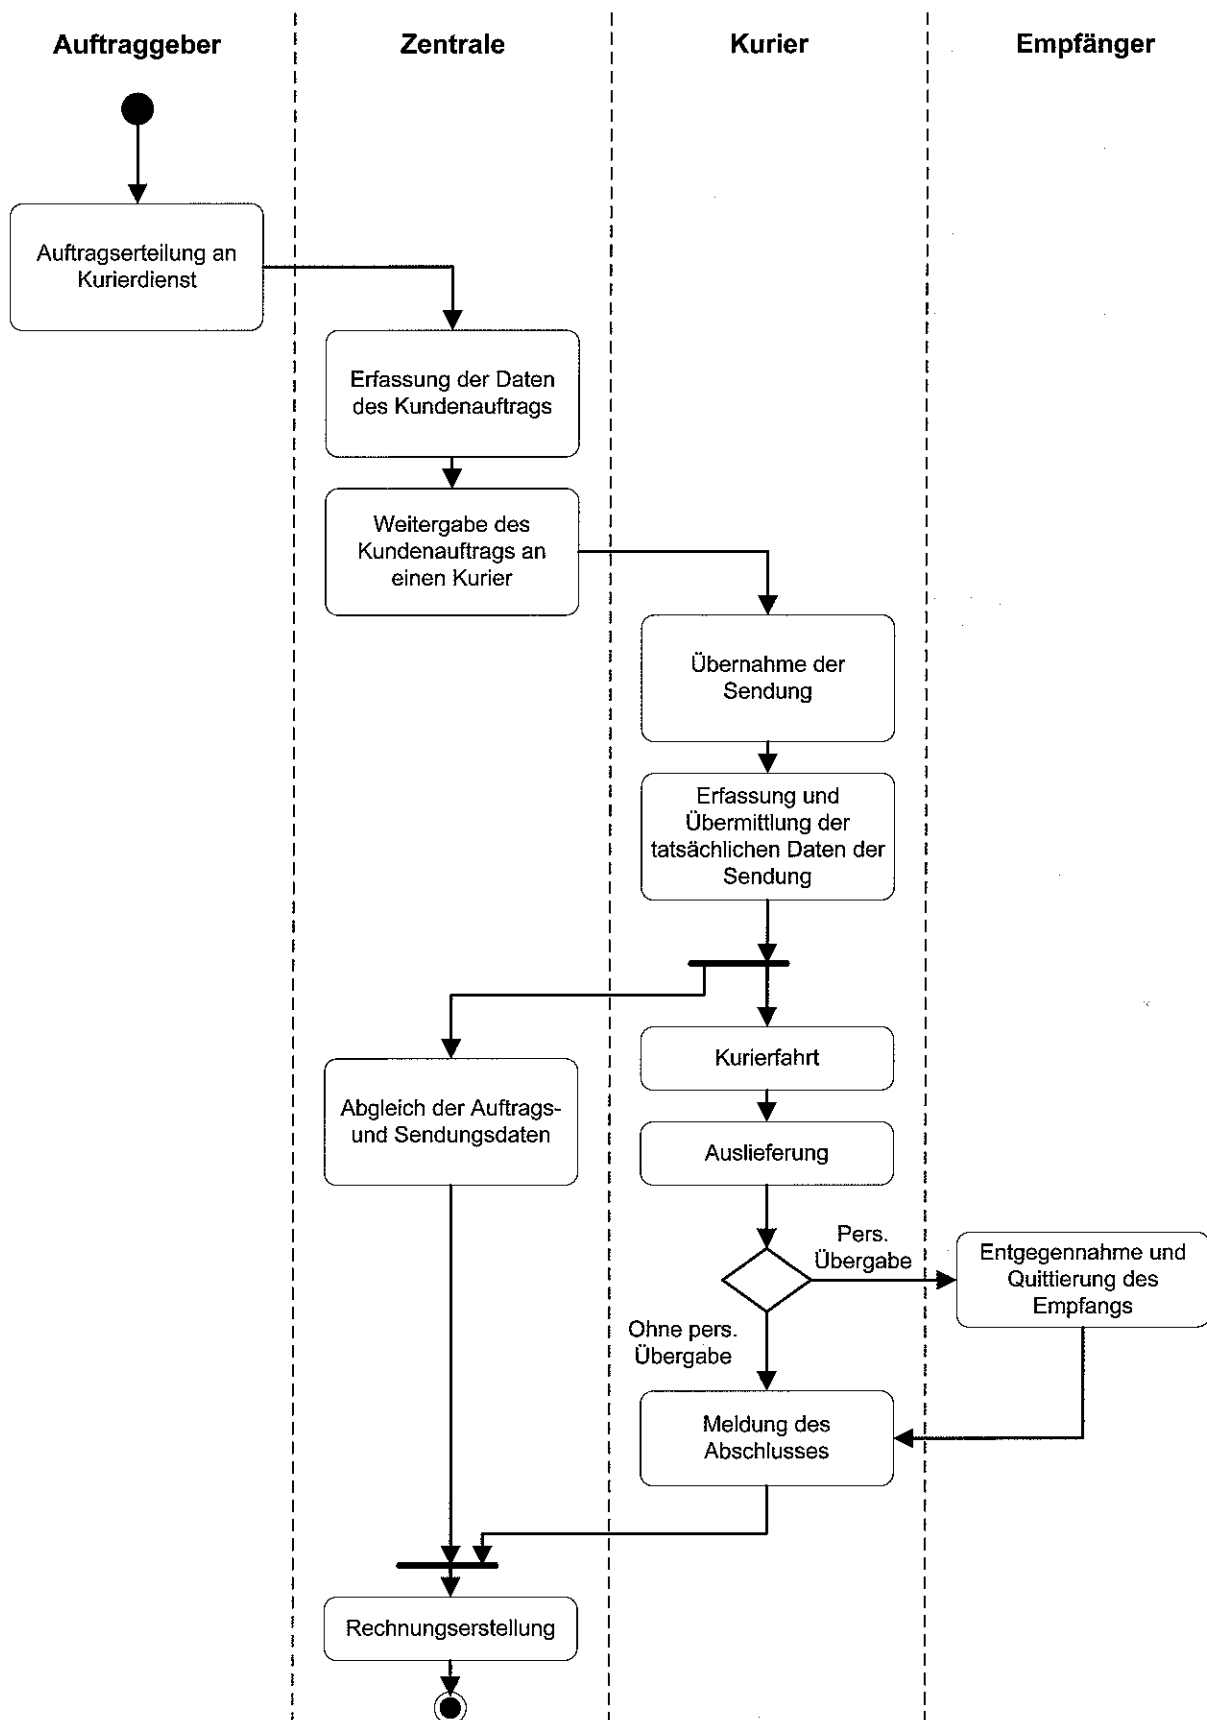 Auftraggeber
Zentrale
Kurier
Empfänger
Auftragserteilung an
Kurierdienst
Erfassung der Daten
des Kundenauftrags
Weitergabe des
Kundenauftrags an
einen Kurier
Übernahme der
Sendung
Erfassung und
Übermittlung der
tatsächlichen Daten der
Sendung
Kurierfahrt
Abgleich der Auftrags-
und Sendungsdaten
Auslieferung
Pers.
Übergabe
Entgegennahme und
Quittierung des
Empfangs
Ohne pers.
Übergabe
Meldung des
Abschlusses
Rechnungserstellung